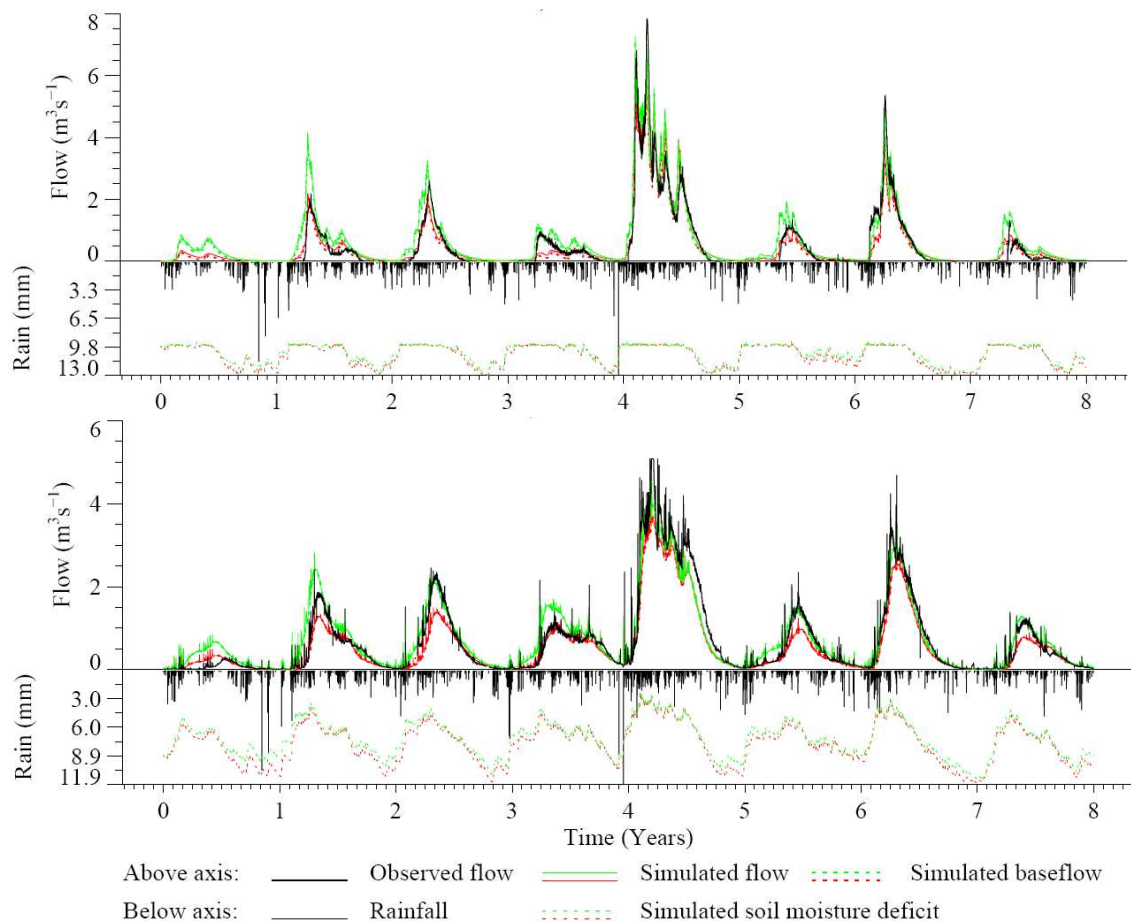 8
6
4
2
0
Flow (m³s⁻¹)
3.3
6.5
9.8
13.0
Rain (mm)
0 1 2 3 4 5 6 7 8
6
4
2
0
Flow (m³s⁻¹)
3.0
6.0
8.9
11.9
Rain (mm)
0 1 2 3 4 5 6 7 8
Time (Years)
Above axis: Observed flow Simulated flow Simulated baseflow
Below axis: Rainfall Simulated soil moisture deficit